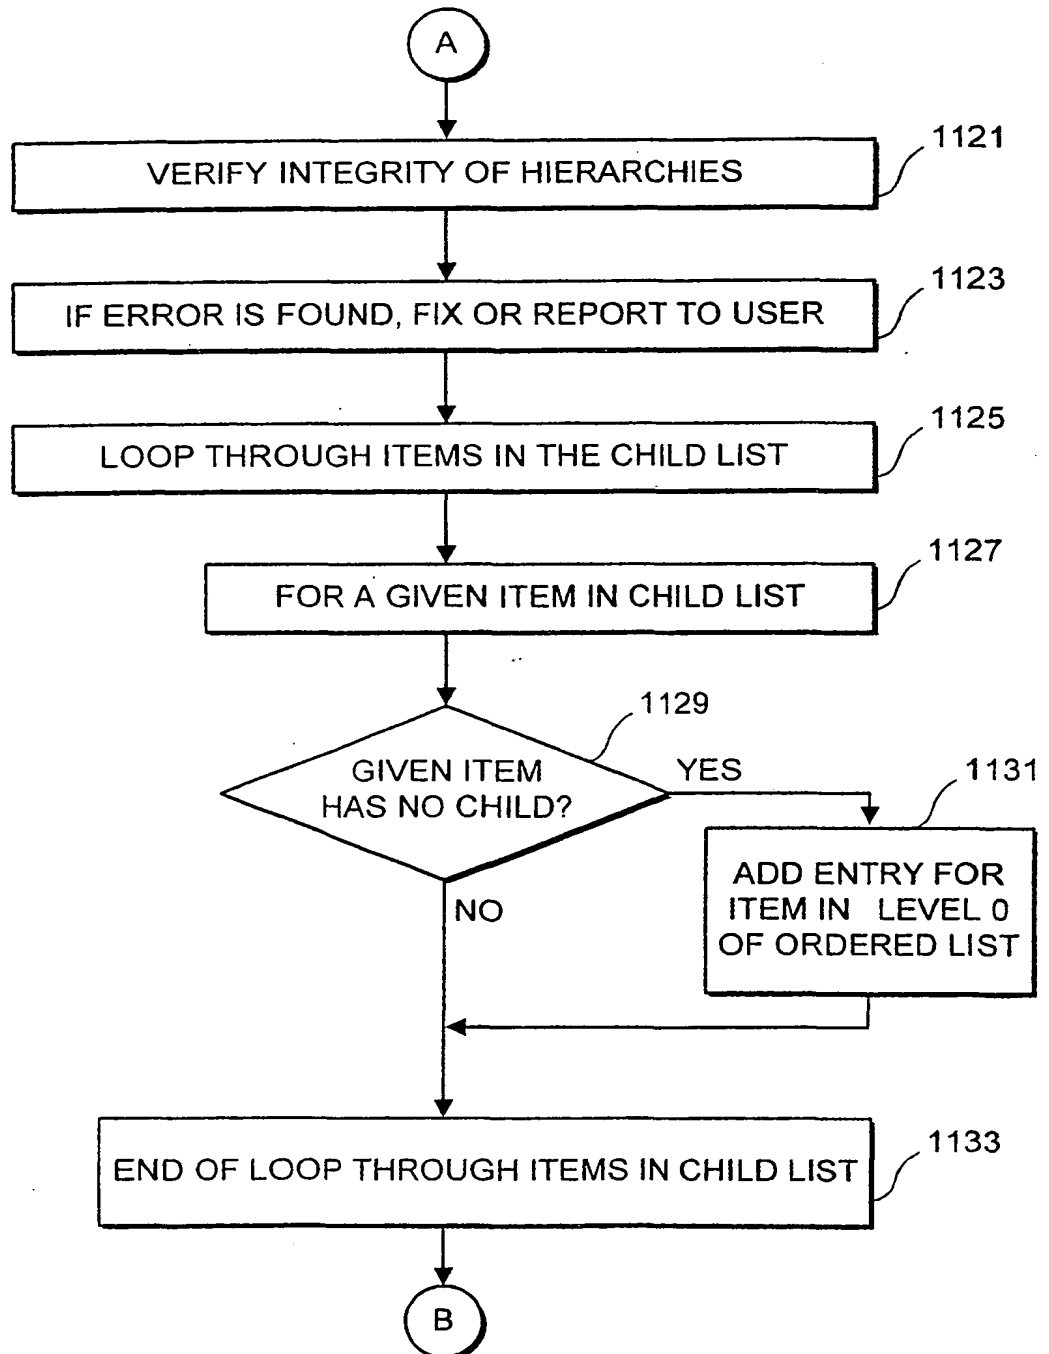 A
1121
VERIFY INTEGRITY OF HIERARCHIES
1123
IF ERROR IS FOUND, FIX OR REPORT TO USER
1125
LOOP THROUGH ITEMS IN THE CHILD LIST
1127
FOR A GIVEN ITEM IN CHILD LIST
1129
GIVEN ITEM
HAS NO CHILD?
YES
1131
ADD ENTRY FOR
ITEM IN LEVEL 0
OF ORDERED LIST
NO
1133
END OF LOOP THROUGH ITEMS IN CHILD LIST
B